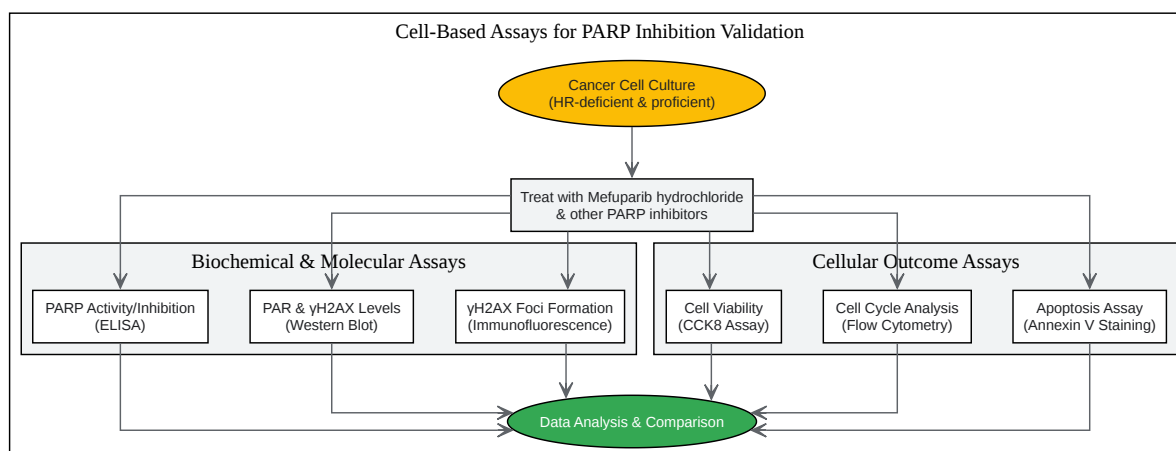 Cell-Based Assays for PARP Inhibition Validation
Cancer Cell Culture
(HR-deficient & proficient)
Treat with Mefuparib hydrochloride
& other PARP inhibitors
Biochemical & Molecular Assays
PARP Activity/Inhibition
(ELISA)
PAR & γH2AX Levels
(Western Blot)
γH2AX Foci Formation
(Immunofluorescence)
Cellular Outcome Assays
Cell Viability
(CCK8 Assay)
Cell Cycle Analysis
(Flow Cytometry)
Apoptosis Assay
(Annexin V Staining)
Data Analysis & Comparison